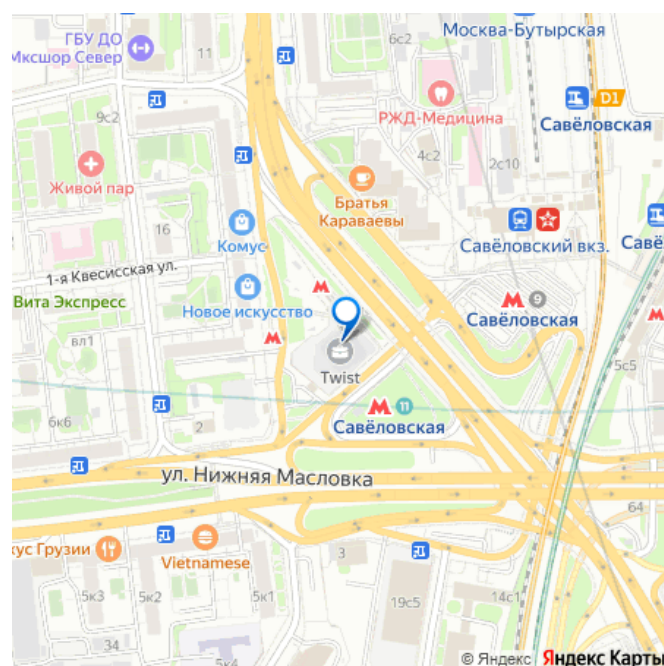 ГБУ ДО
Мксшор Север
11
6с2
Москва-Бутырская
D1
Савёловская
9с2
РЖД-Медицина
4с2
2с10
Живой пар
Братья
Караваевы
16
Комус
Савёловский вкз.
Савё
1-я Квесисская ул.
Вита Экспресс
Новое искусство
9
Савёловская
вл1
Twist
5с5
6к6
2
11
Савёловская
ул. Нижняя Масловка
64
кус Грузии
Vietnamese
3
5к3
5к2
5к1
19с5
14с1
34
5к4
© Яндекс Яндекс Карты